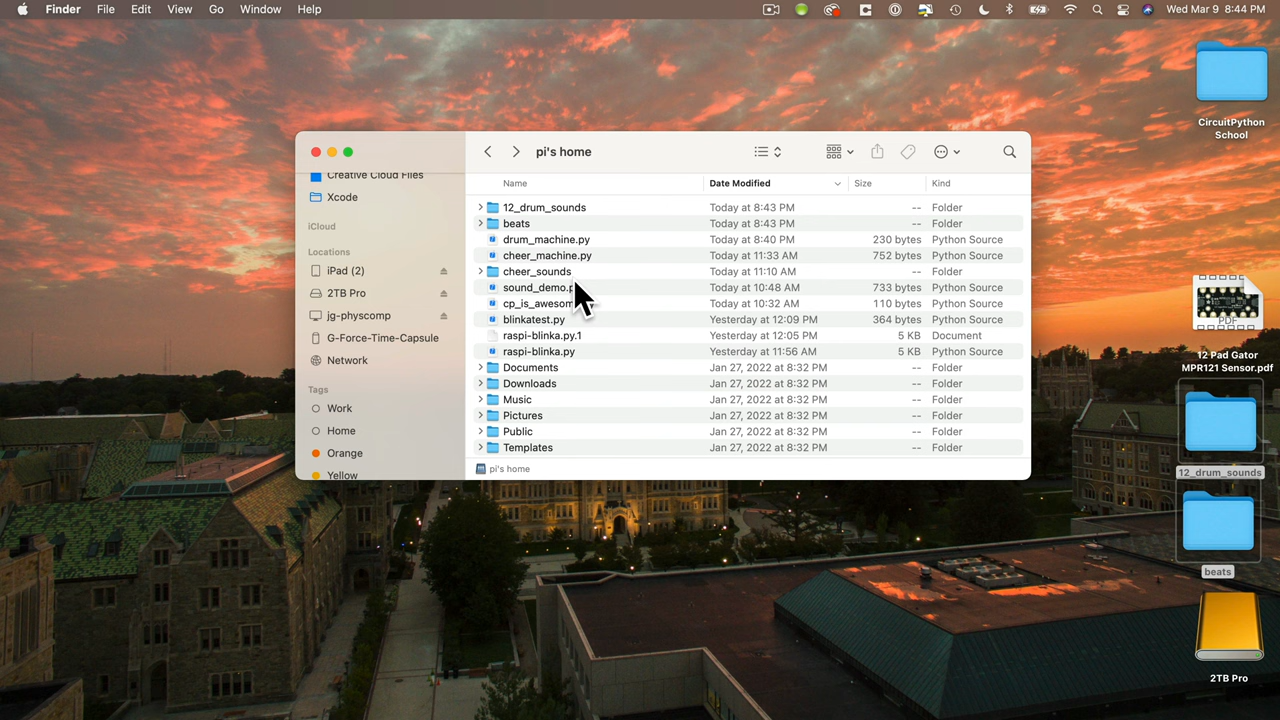 Finder File Edit View Go Window Help Wed Mar 9 8:44 PM
pi's home
Creative Cloud Files
Xcode
iCloud
Locations
iPad (2)
2TB Pro
jg-physcomp
G-Force-Time-Capsule
Network
Tags
Work
Home
Orange
Yellow
Name Date Modified Size Kind
12_drum_sounds Today at 8:43 PM -- Folder
beats Today at 8:43 PM -- Folder
drum_machine.py Today at 8:40 PM 230 bytes Python Source
cheer_machine.py Today at 11:33 AM 752 bytes Python Source
cheer_sounds Today at 11:10 AM -- Folder
sound_demo.p Today at 10:48 AM 733 bytes Python Source
cp_is_awesom Today at 10:32 AM 110 bytes Python Source
blinkatest.py Yesterday at 12:09 PM 364 bytes Python Source
raspi-blinka.py.1 Yesterday at 12:05 PM 5 KB Document
raspi-blinka.py Yesterday at 11:56 AM 5 KB Python Source
Documents Jan 27, 2022 at 8:32 PM -- Folder
Downloads Jan 27, 2022 at 8:32 PM -- Folder
Music Jan 27, 2022 at 8:32 PM -- Folder
Pictures Jan 27, 2022 at 8:32 PM -- Folder
Public Jan 27, 2022 at 8:32 PM -- Folder
Templates Jan 27, 2022 at 8:32 PM -- Folder
pi's home
CircuitPython
School
PDF
12 Pad Gator
MPR121 Sensor.pdf
12_drum_sounds
beats
2TB Pro